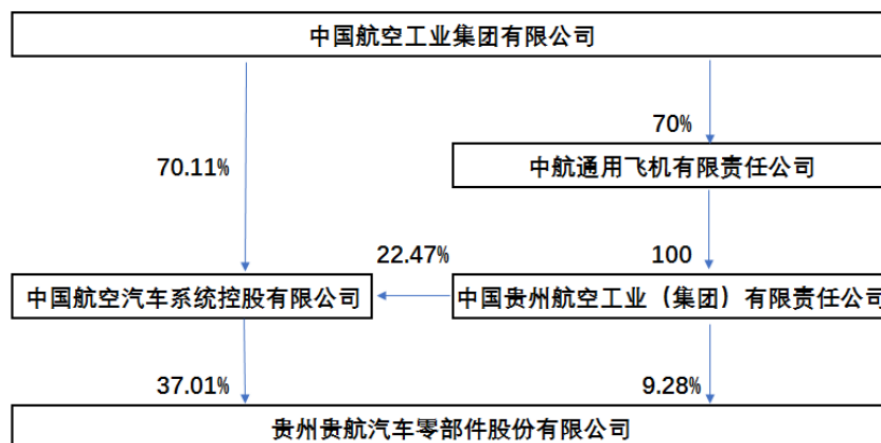 中国航空工业集团有限公司
70%
70.11%
中航通用飞机有限责任公司
22.47%
100
中国航空汽车系统控股有限公司
中国贵州航空工业（集团）有限责任公司
37.01%
9.28%
贵州贵航汽车零部件股份有限公司